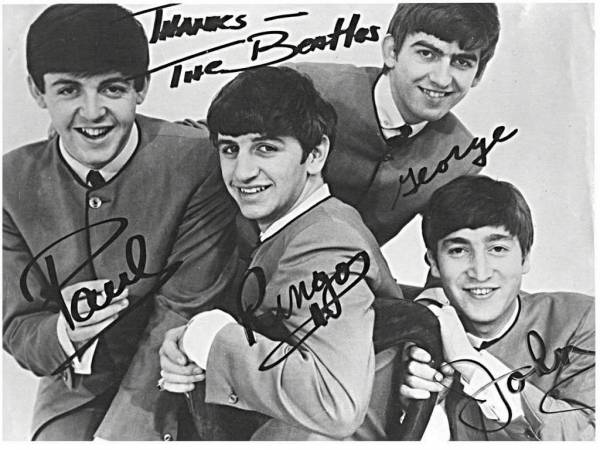 Thanks —
The Beatles
George
Paul
Ringo
John